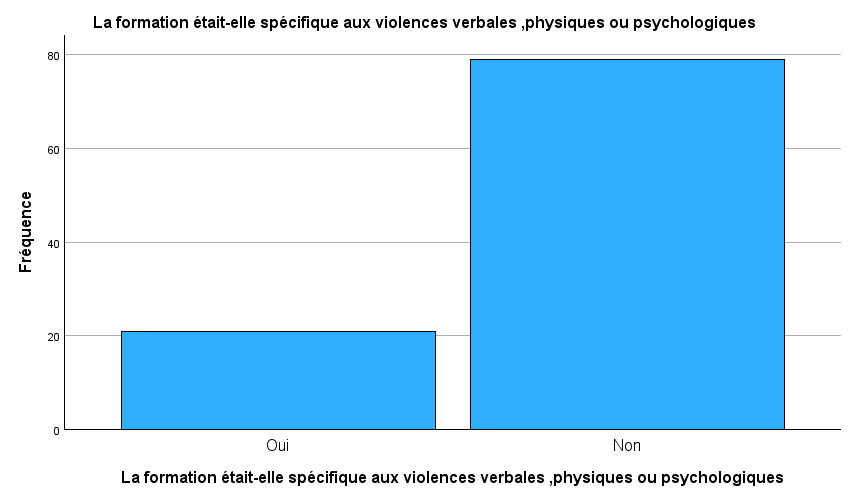 La formation était-elle spécifique aux violences verbales ,physiques ou psychologiques
80
60
40
20
0
Fréquence
Oui
Non
La formation était-elle spécifique aux violences verbales ,physiques ou psychologiques